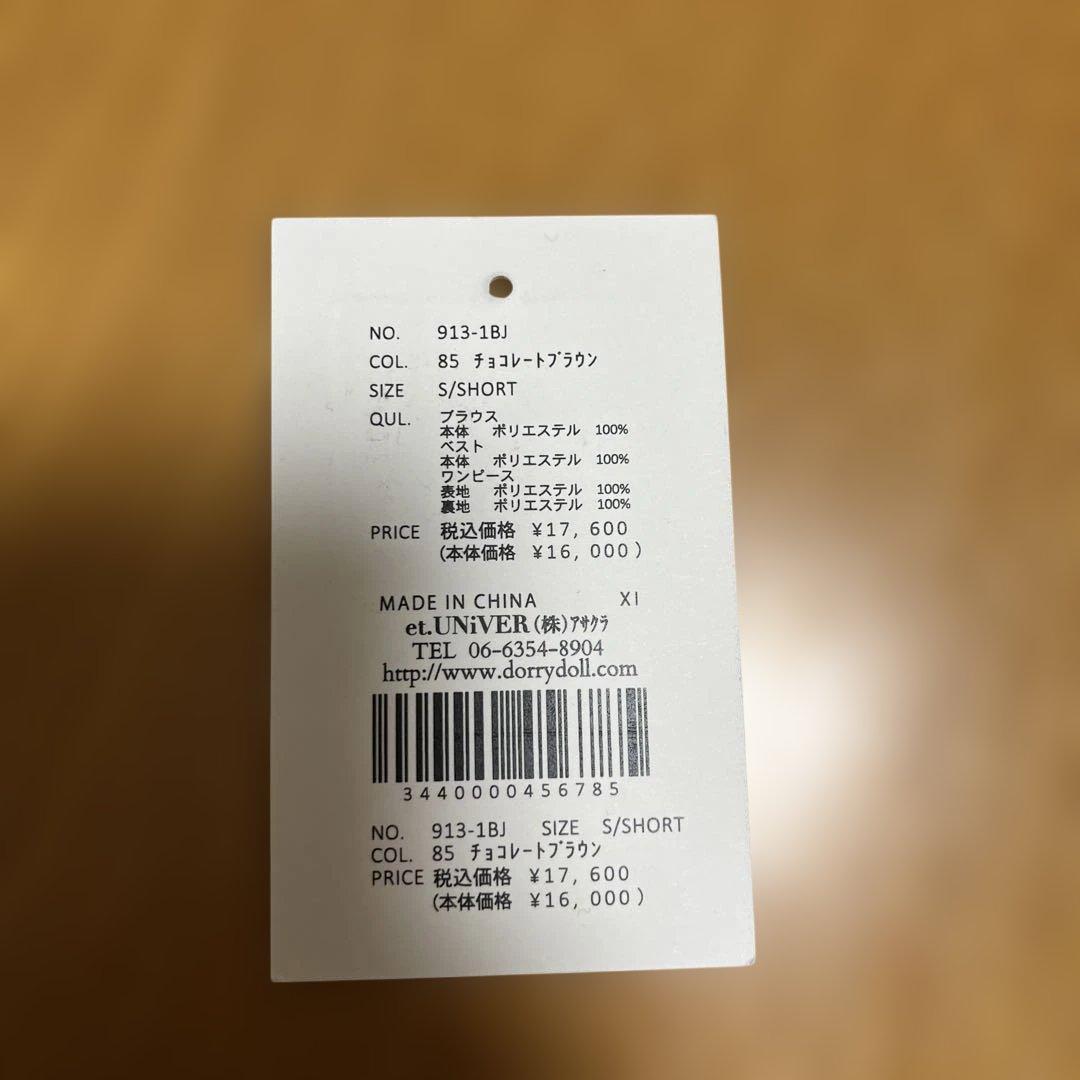 NO. 913-1BJ
COL. 85 ﾁｮｺﾚｰﾄﾌﾞﾗｳﾝ
SIZE S/SHORT
QUL. ブラウス
本体 ポリエステル 100%
ベスト
本体 ポリエステル 100%
ワンピース
表地 ポリエステル 100%
裏地 ポリエステル 100%
PRICE 税込価格 ¥17,600
(本体価格 ¥16,000)
MADE IN CHINA XI
et.UNiVER(株)ｱｻｸﾗ
TEL 06-6354-8904
http://www.dorrydoll.com
3440000456785
NO. 913-1BJ SIZE S/SHORT
COL. 85 ﾁｮｺﾚｰﾄﾌﾞﾗｳﾝ
PRICE 税込価格 ¥17,600
(本体価格 ¥16,000)